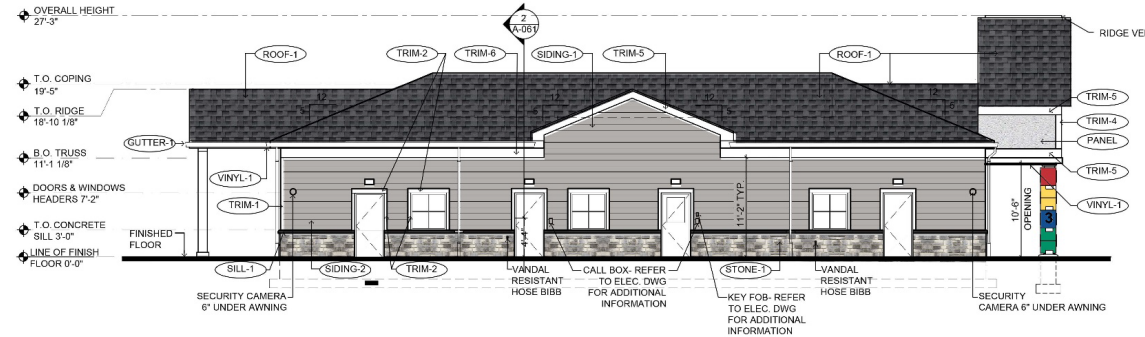 OVERALL HEIGHT
27'-3"
2
A-061
RIDGE VE
ROOF-1
TRIM-2
TRIM-6
SIDING-1
TRIM-5
ROOF-1
T.O. COPING
19'-5"
12
12
12
12
5
5
5
5
TRIM-5
T.O. RIDGE
18'-10 1/8"
TRIM-4
GUTTER-1
PANEL
B.O. TRUSS
11'-1 1/8"
TRIM-5
VINYL-1
DOORS & WINDOWS
HEADERS 7'-2"
TRIM-1
11'-2" TYP.
10'-6"
OPENING
VINYL-1
3
T.O. CONCRETE
SILL 3'-0"
FINISHED
FLOOR
4'-4"
LINE OF FINISH
FLOOR 0'-0"
SILL-1
SIDING-2
TRIM-2
VANDAL
RESISTANT
HOSE BIBB
CALL BOX- REFER
TO ELEC. DWG
FOR ADDITIONAL
INFORMATION
STONE-1
VANDAL
RESISTANT
HOSE BIBB
SECURITY CAMERA
6" UNDER AWNING
KEY FOB- REFER
TO ELEC. DWG
FOR ADDITIONAL
INFORMATION
SECURITY
CAMERA 6" UNDER AWNING